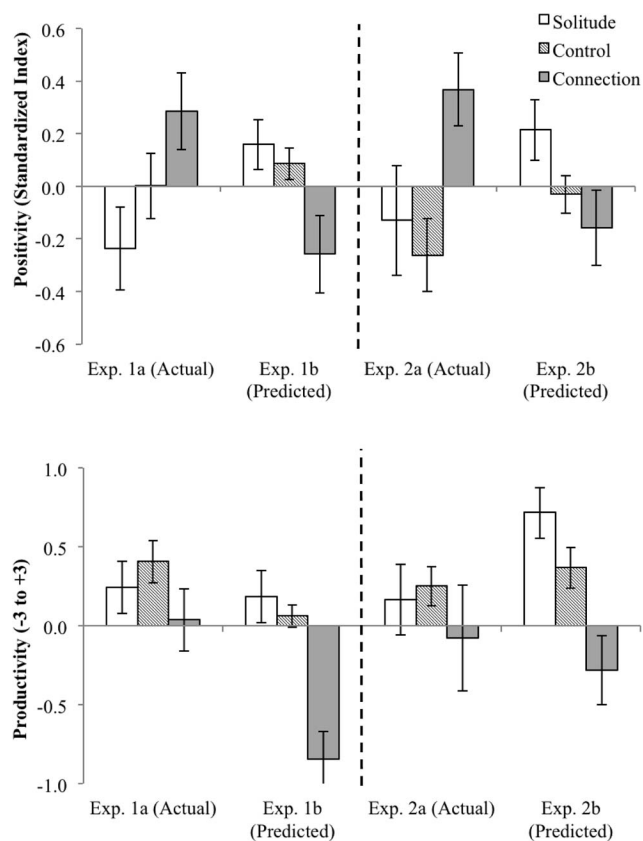 Solitude
Control
Connection
Positivity (Standardized Index)
0.6
0.4
0.2
0.0
-0.2
-0.4
-0.6
Exp. 1a (Actual)
Exp. 1b
(Predicted)
Exp. 2a (Actual)
Exp. 2b
(Predicted)
Productivity (-3 to +3)
1.0
0.5
0.0
-0.5
-1.0
Exp. 1a (Actual)
Exp. 1b
(Predicted)
Exp. 2a (Actual)
Exp. 2b
(Predicted)